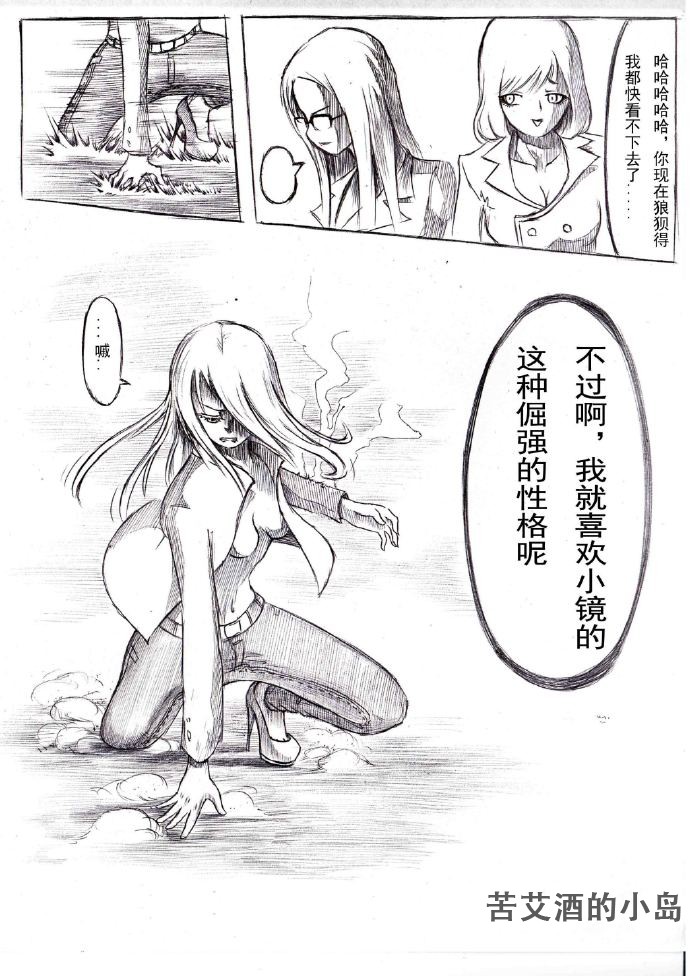 哈哈哈哈哈，你现在狼狈得
我都快看不下去了......
不过啊，我就喜欢小镜的
这种倔强的性格呢
...嘁...
苦艾酒的小岛